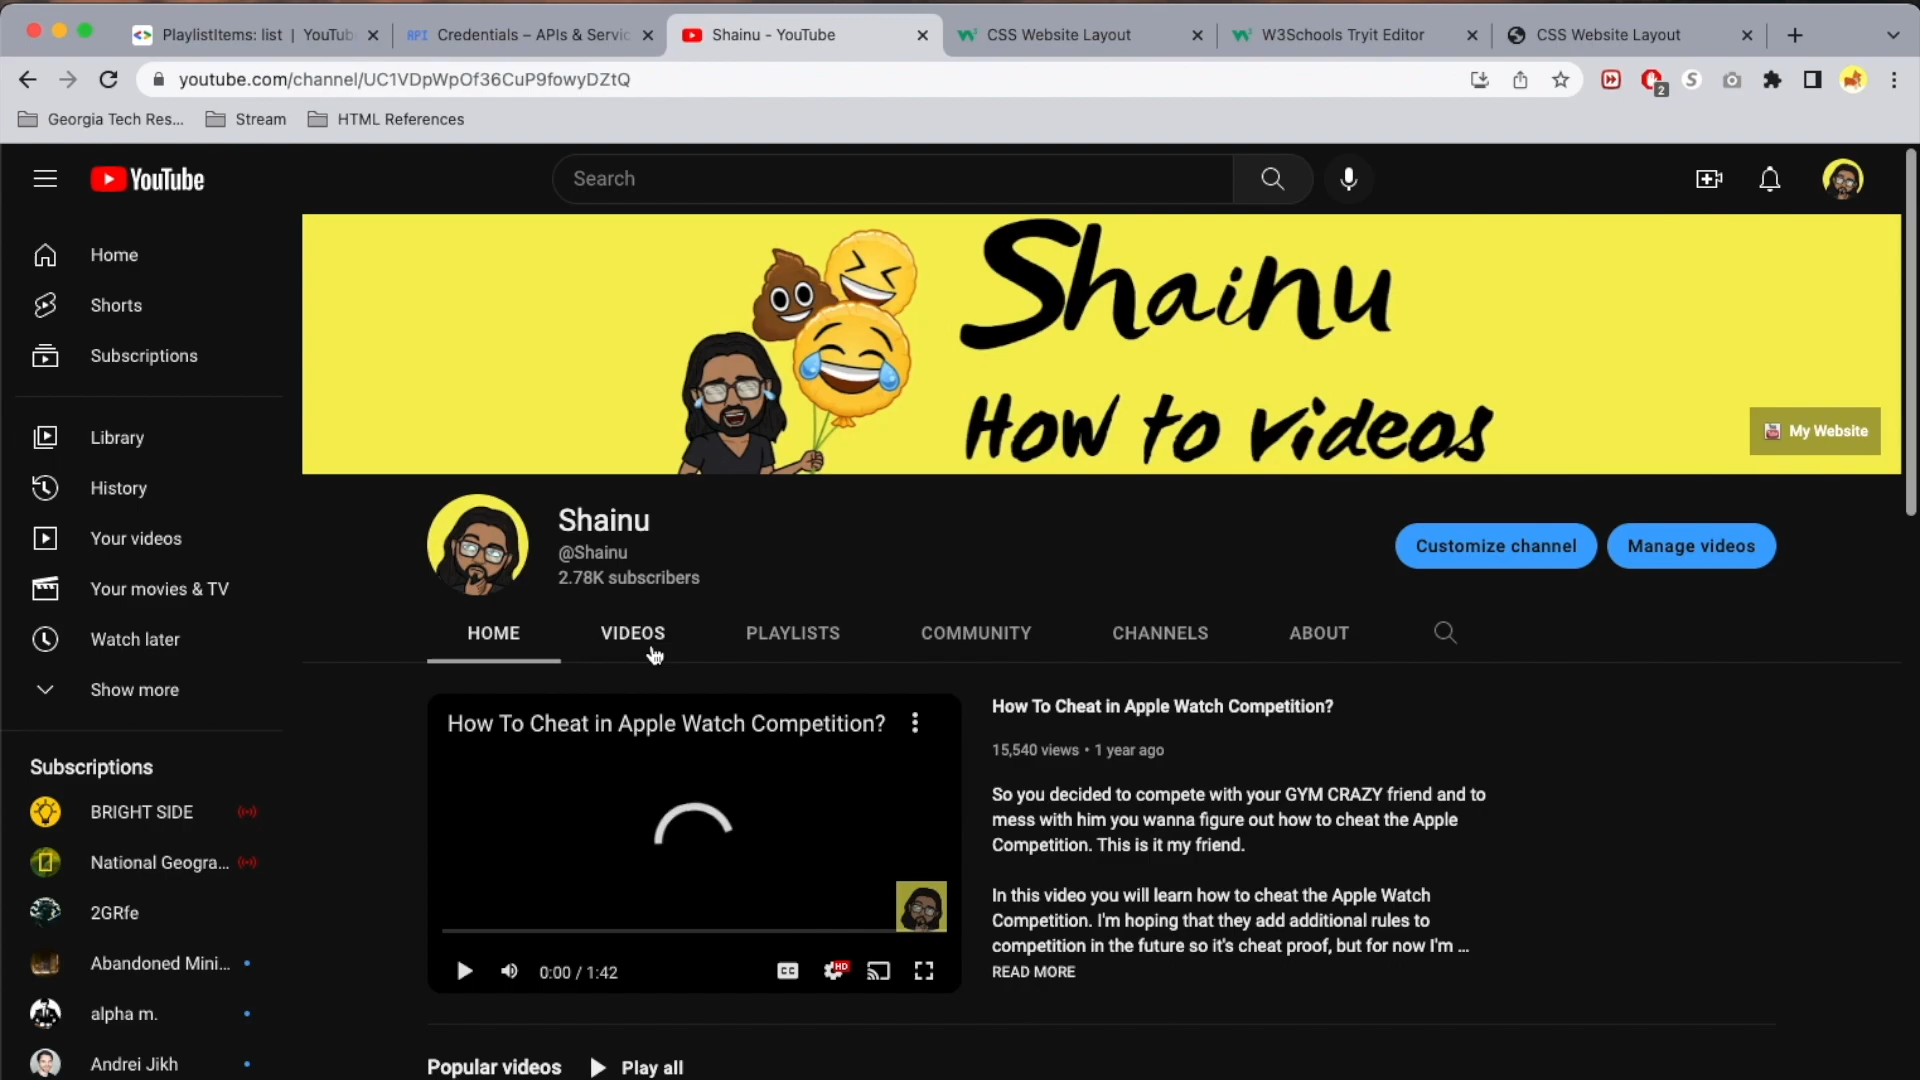 PlaylistItems: list | YouTub
API Credentials – APIs & Servic
Shainu - YouTube
CSS Website Layout
W3Schools Tryit Editor
CSS Website Layout
youtube.com/channel/UC1VDpWpOf36CuP9fowyDZtQ
2
Georgia Tech Res...
Stream
HTML References
YouTube
Search
Home
Shorts
Subscriptions
Library
History
Your videos
Your movies & TV
Watch later
Show more
Subscriptions
BRIGHT SIDE
National Geogra...
2GRfe
Abandoned Mini...
alpha m.
Andrei Jikh
Shainu
How to videos
My Website
Shainu
@Shainu
2.78K subscribers
Customize channel
Manage videos
HOME
VIDEOS
PLAYLISTS
COMMUNITY
CHANNELS
ABOUT
How To Cheat in Apple Watch Competition?
0:00 / 1:42
CC
HD
How To Cheat in Apple Watch Competition?
15,540 views • 1 year ago
So you decided to compete with your GYM CRAZY friend and to
mess with him you wanna figure out how to cheat the Apple
Competition. This is it my friend.
In this video you will learn how to cheat the Apple Watch
Competition. I'm hoping that they add additional rules to
competition in the future so it's cheat proof, but for now I'm ...
READ MORE
Popular videos
Play all